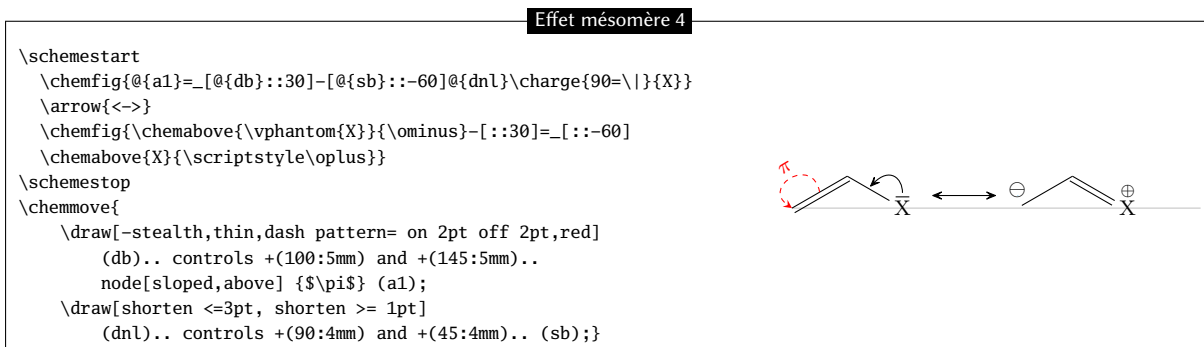 Effet mésomère 4
\schemestart
\chemfig{@{a1}=_[@{db}::30]-[@{sb}::-60]@{dnl}\charge{90=\|}{X}}
\arrow{<->}
\chemfig{\chemabove{\vphantom{X}}{\ominus}-[::30]=_[::-60]
\chemabove{X}{\scriptstyle\oplus}}
\schemestop
\chemmove{
\draw[-stealth,thin,dash pattern= on 2pt off 2pt,red]
(db).. controls +(100:5mm) and +(145:5mm)..
node[sloped,above] {$\pi$} (a1);
\draw[shorten <=3pt, shorten >= 1pt]
(dnl).. controls +(90:4mm) and +(45:4mm).. (sb);}
π
X ⊖ ⊕ X